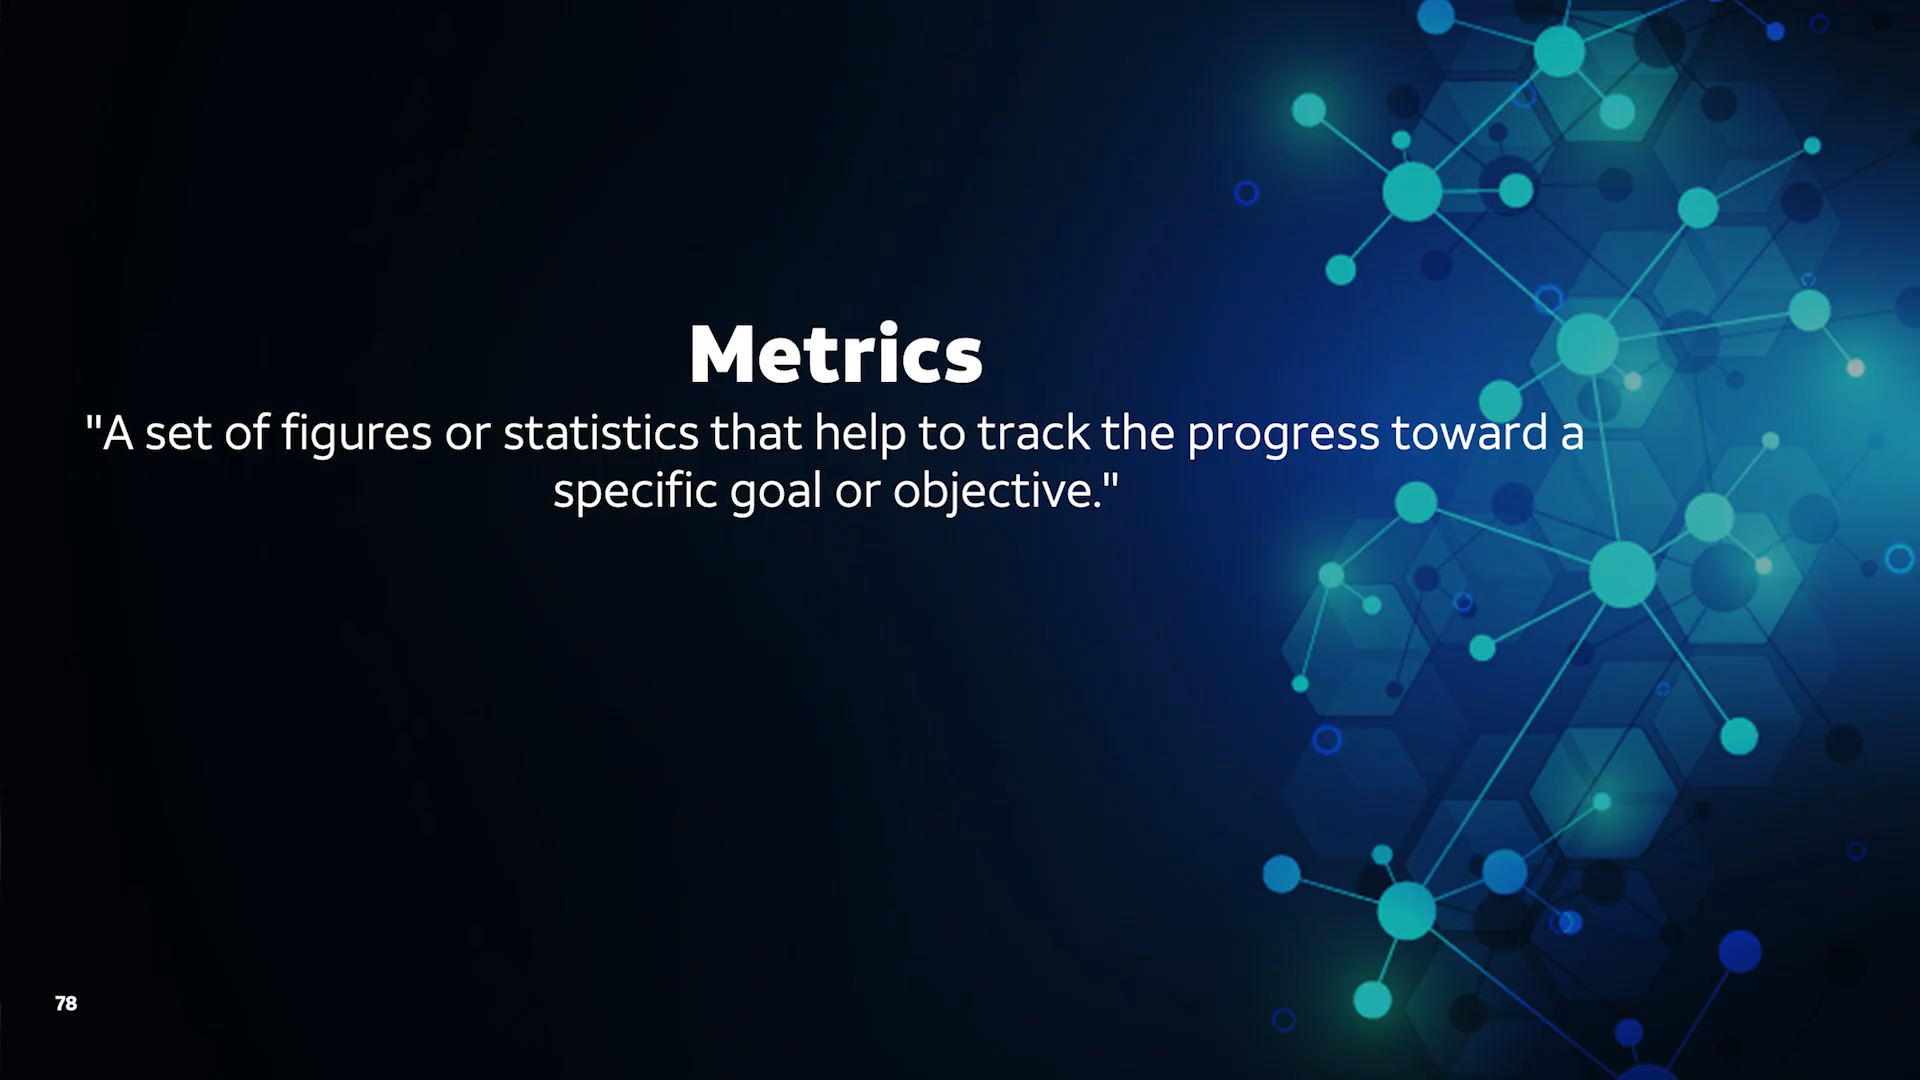 Metrics
"A set of figures or statistics that help to track the progress toward a
specific goal or objective."
78